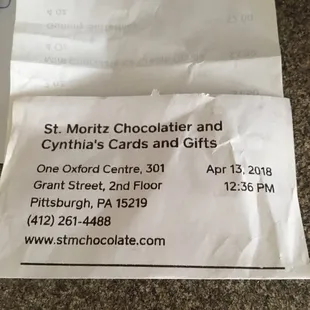 St. Moritz Chocolatier and
Cynthia's Cards and Gifts
One Oxford Centre, 301 Apr 13, 2018
Grant Street, 2nd Floor 12:36 PM
Pittsburgh, PA 15219
(412) 261-4488
www.stmchocolate.com